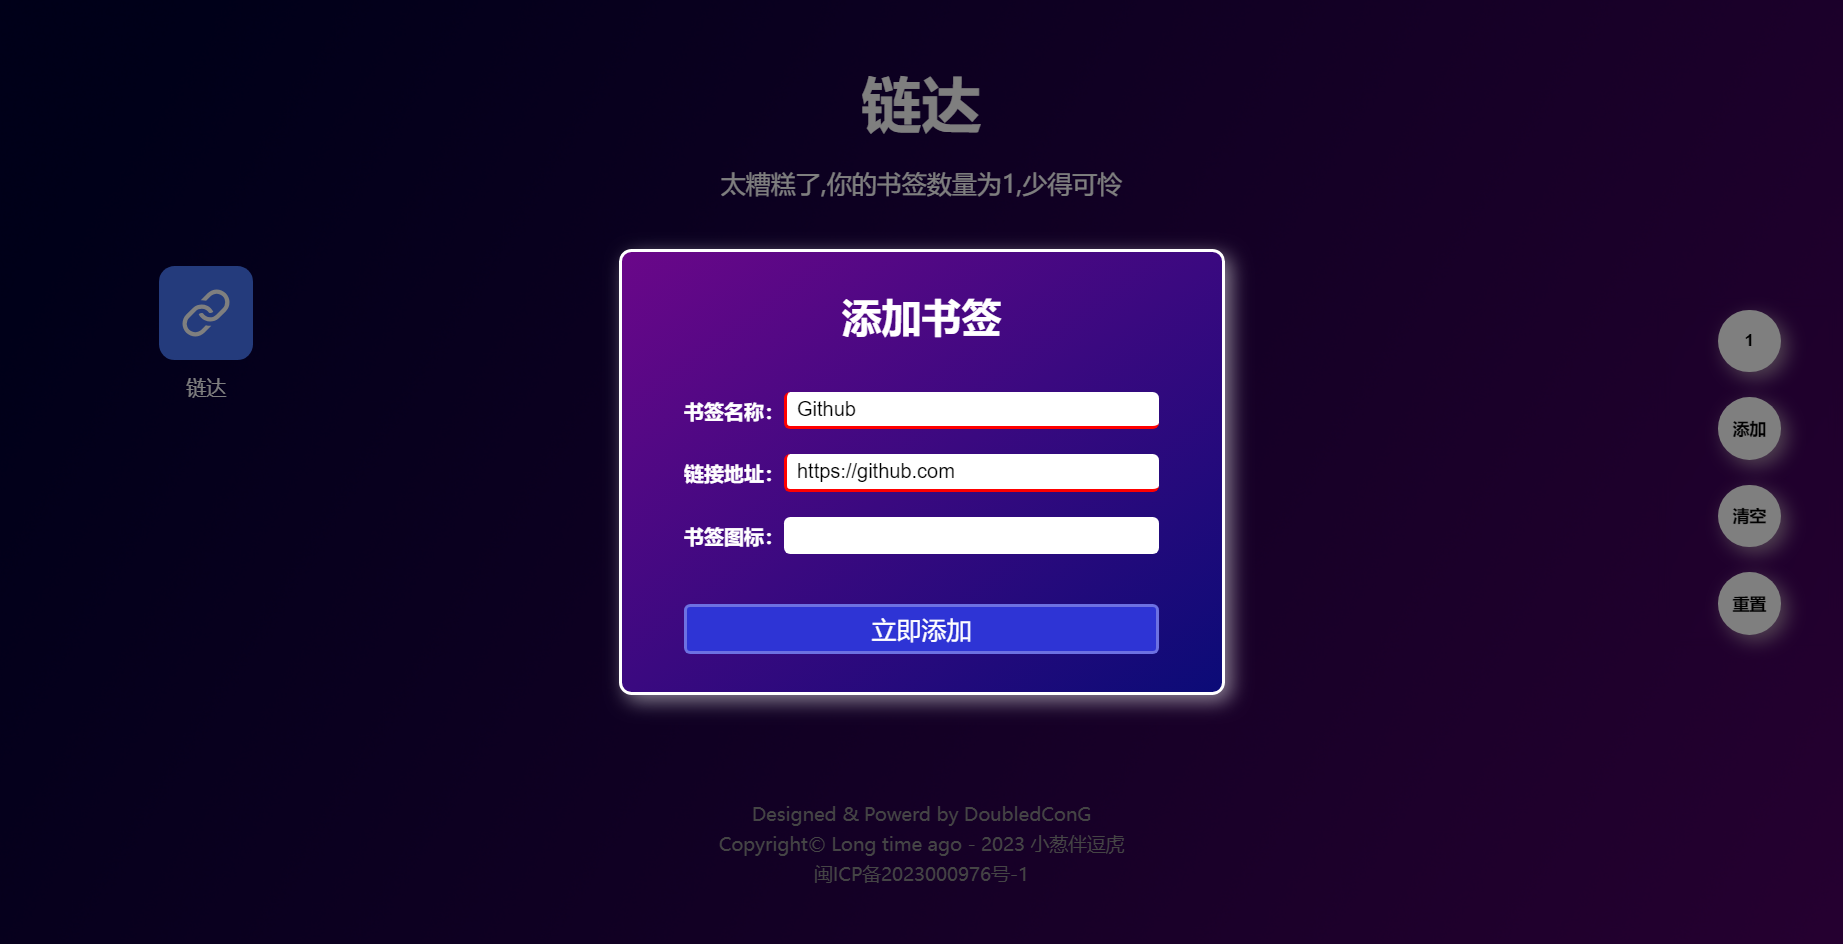 链达
太糟糕了,你的书签数量为1,少得可怜
链达
添加书签
书签名称：
Github
链接地址：
https://github.com
书签图标：
立即添加
1
添加
清空
重置
Designed & Powerd by DoubledConG
Copyright© Long time ago - 2023 小葱伴逗虎
闽ICP备2023000976号-1